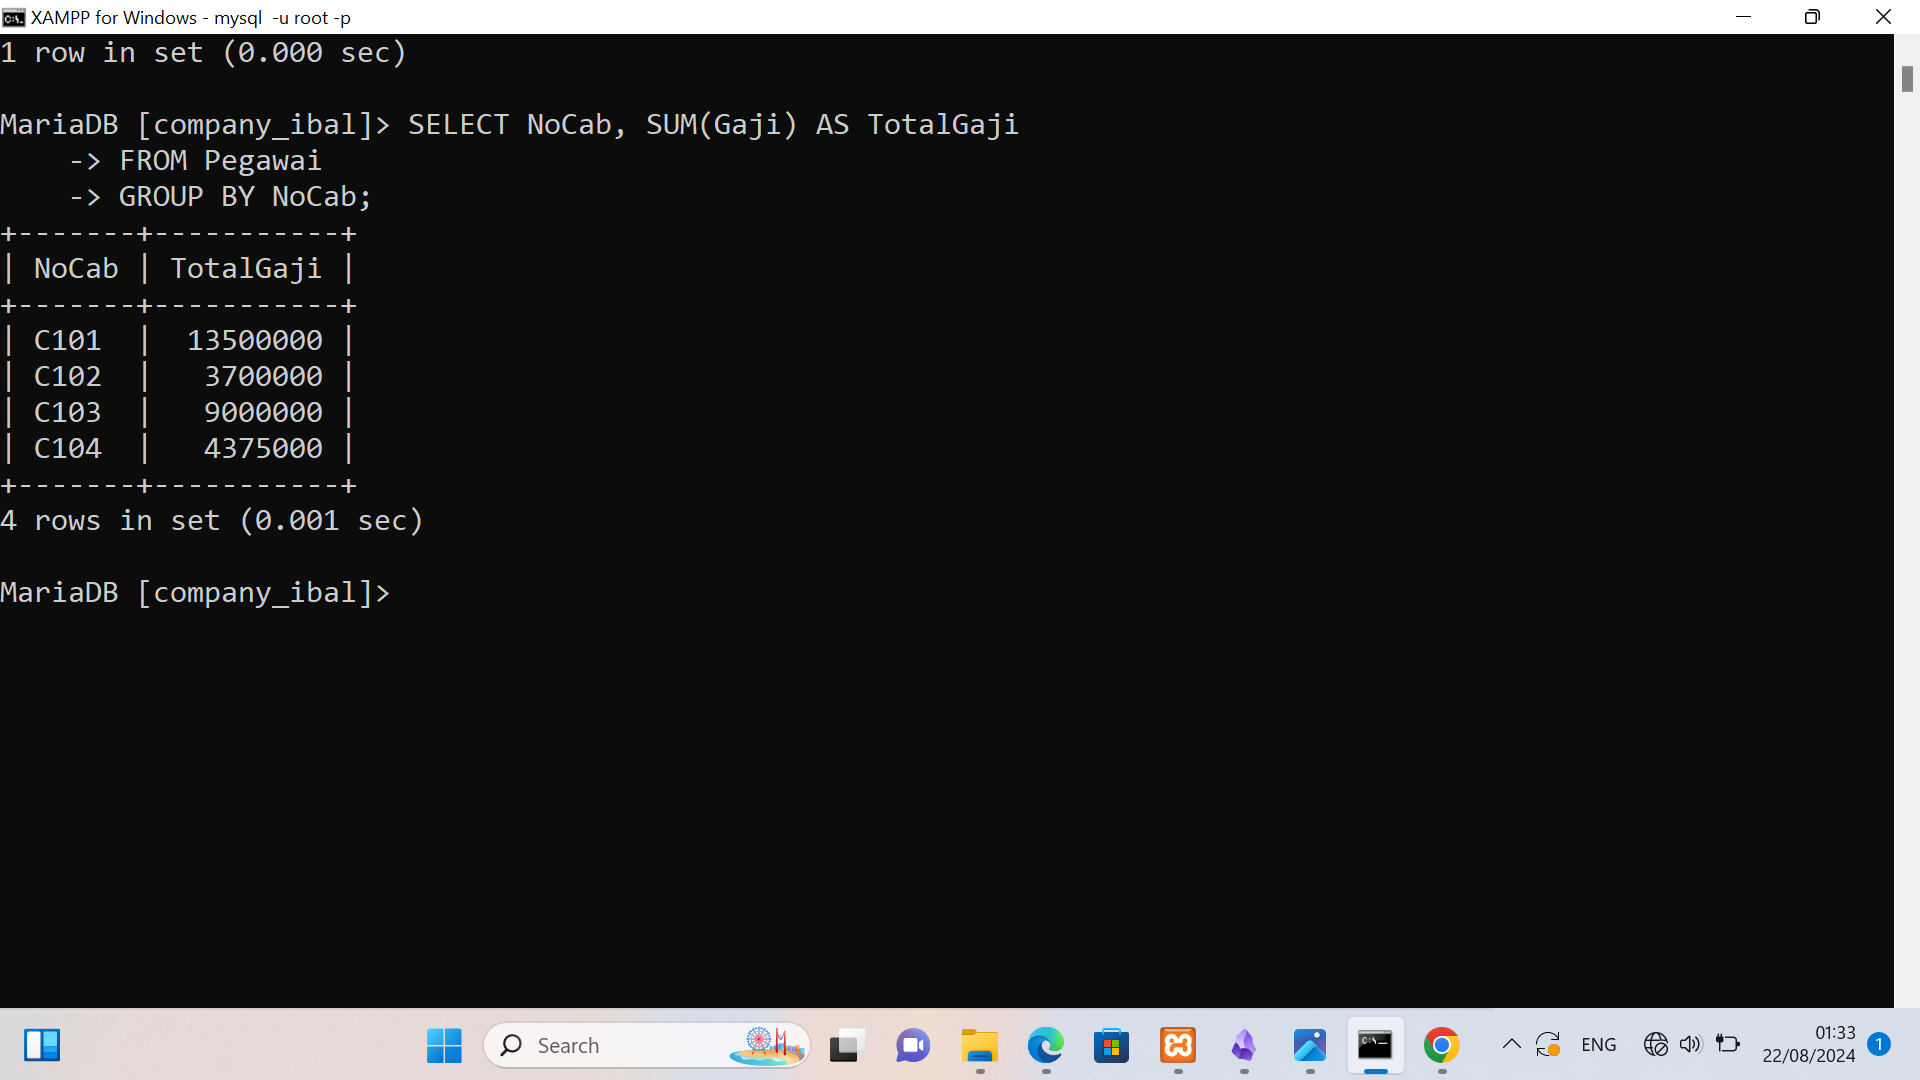 XAMPP for Windows - mysql  -u root -p
1 row in set (0.000 sec)
MariaDB [company_ibal]> SELECT NoCab, SUM(Gaji) AS TotalGaji
    -> FROM Pegawai
    -> GROUP BY NoCab;
+-------+-----------+
| NoCab | TotalGaji |
+-------+-----------+
| C101  |  13500000 |
| C102  |   3700000 |
| C103  |   9000000 |
| C104  |   4375000 |
+-------+-----------+
4 rows in set (0.001 sec)
MariaDB [company_ibal]>
Search
ENG
01:33
22/08/2024
1